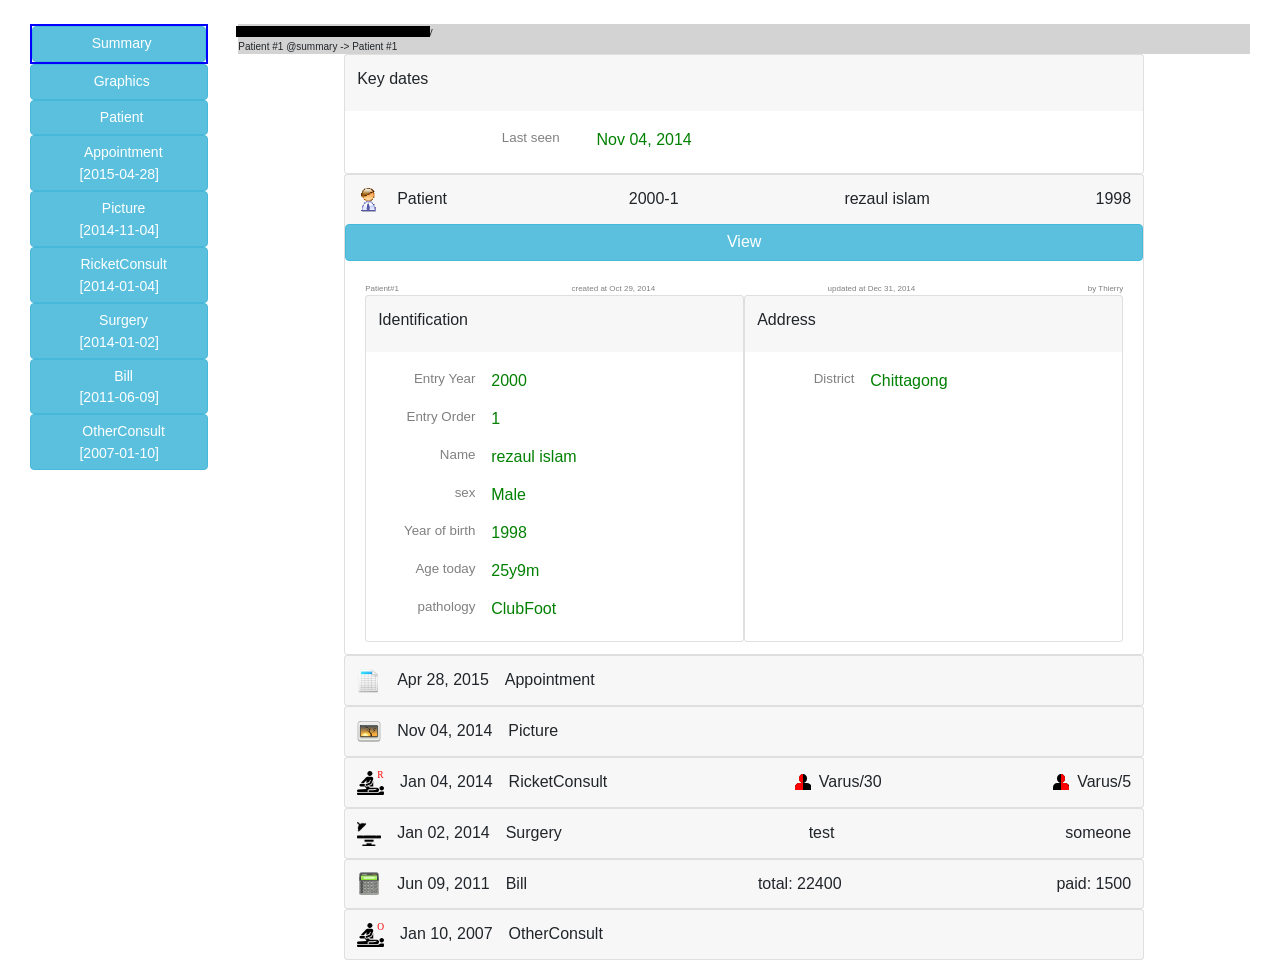 Summary
Graphics
Patient
Appointment
[2015-04-28]
Picture
[2014-11-04]
RicketConsult
[2014-01-04]
Surgery
[2014-01-02]
Bill
[2011-06-09]
OtherConsult
[2007-01-10]
Patient #1 @summary -> Patient #1
Key dates
Last seen Nov 04, 2014
Patient 2000-1 rezaul islam 1998
View
Patient#1 created at Oct 29, 2014 updated at Dec 31, 2014 by Thierry
Identification
Entry Year 2000
Entry Order 1
Name rezaul islam
sex Male
Year of birth 1998
Age today 25y9m
pathology ClubFoot
Address
District Chittagong
Apr 28, 2015 Appointment
Nov 04, 2014 Picture
R Jan 04, 2014 RicketConsult Varus/30 Varus/5
Jan 02, 2014 Surgery test someone
Jun 09, 2011 Bill total: 22400 paid: 1500
O Jan 10, 2007 OtherConsult